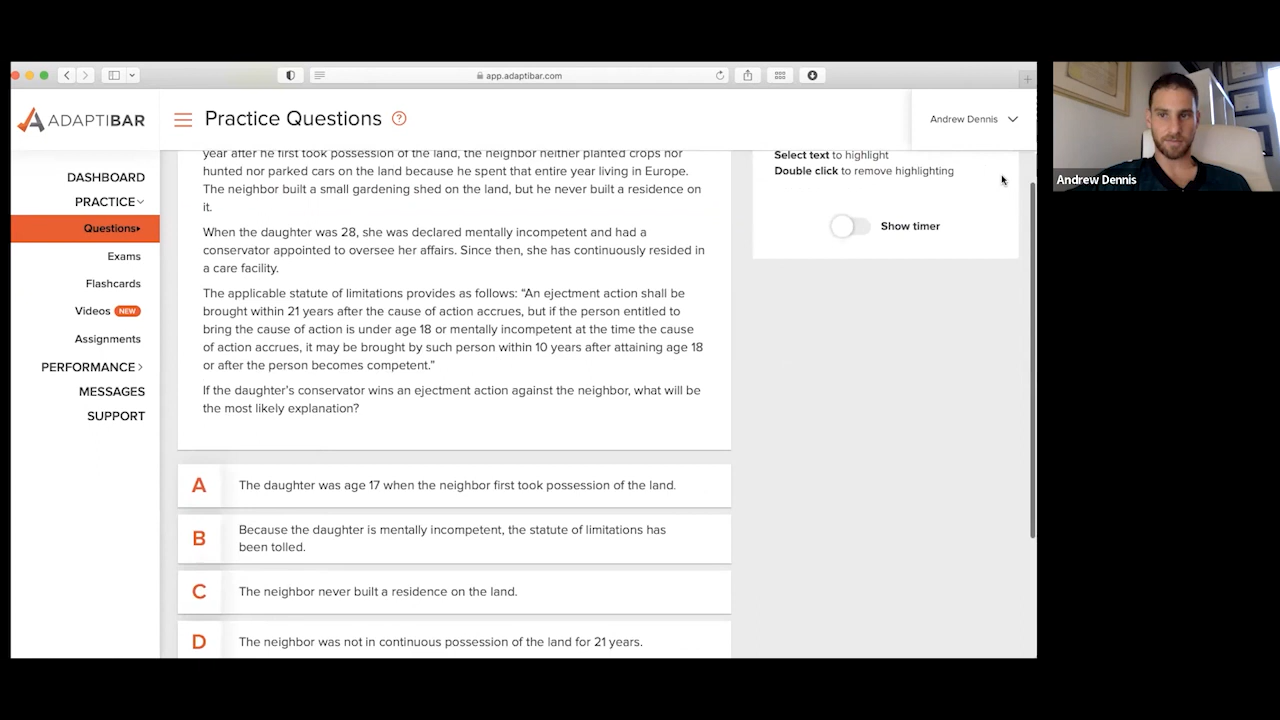 app.adaptibar.com
ADAPTIBAR
Practice Questions ?
Andrew Dennis
DASHBOARD
PRACTICE
Questions
Exams
Flashcards
Videos NEW
Assignments
PERFORMANCE
MESSAGES
SUPPORT
year after he first took possession of the land, the neighbor neither planted crops nor
hunted nor parked cars on the land because he spent that entire year living in Europe.
The neighbor built a small gardening shed on the land, but he never built a residence on
it.
When the daughter was 28, she was declared mentally incompetent and had a
conservator appointed to oversee her affairs. Since then, she has continuously resided in
a care facility.
The applicable statute of limitations provides as follows: “An ejectment action shall be
brought within 21 years after the cause of action accrues, but if the person entitled to
bring the cause of action is under age 18 or mentally incompetent at the time the cause
of action accrues, it may be brought by such person within 10 years after attaining age 18
or after the person becomes competent.”
If the daughter’s conservator wins an ejectment action against the neighbor, what will be
the most likely explanation?
A The daughter was age 17 when the neighbor first took possession of the land.
B Because the daughter is mentally incompetent, the statute of limitations has
been tolled.
C The neighbor never built a residence on the land.
D The neighbor was not in continuous possession of the land for 21 years.
Select text to highlight
Double click to remove highlighting
Show timer
Andrew Dennis